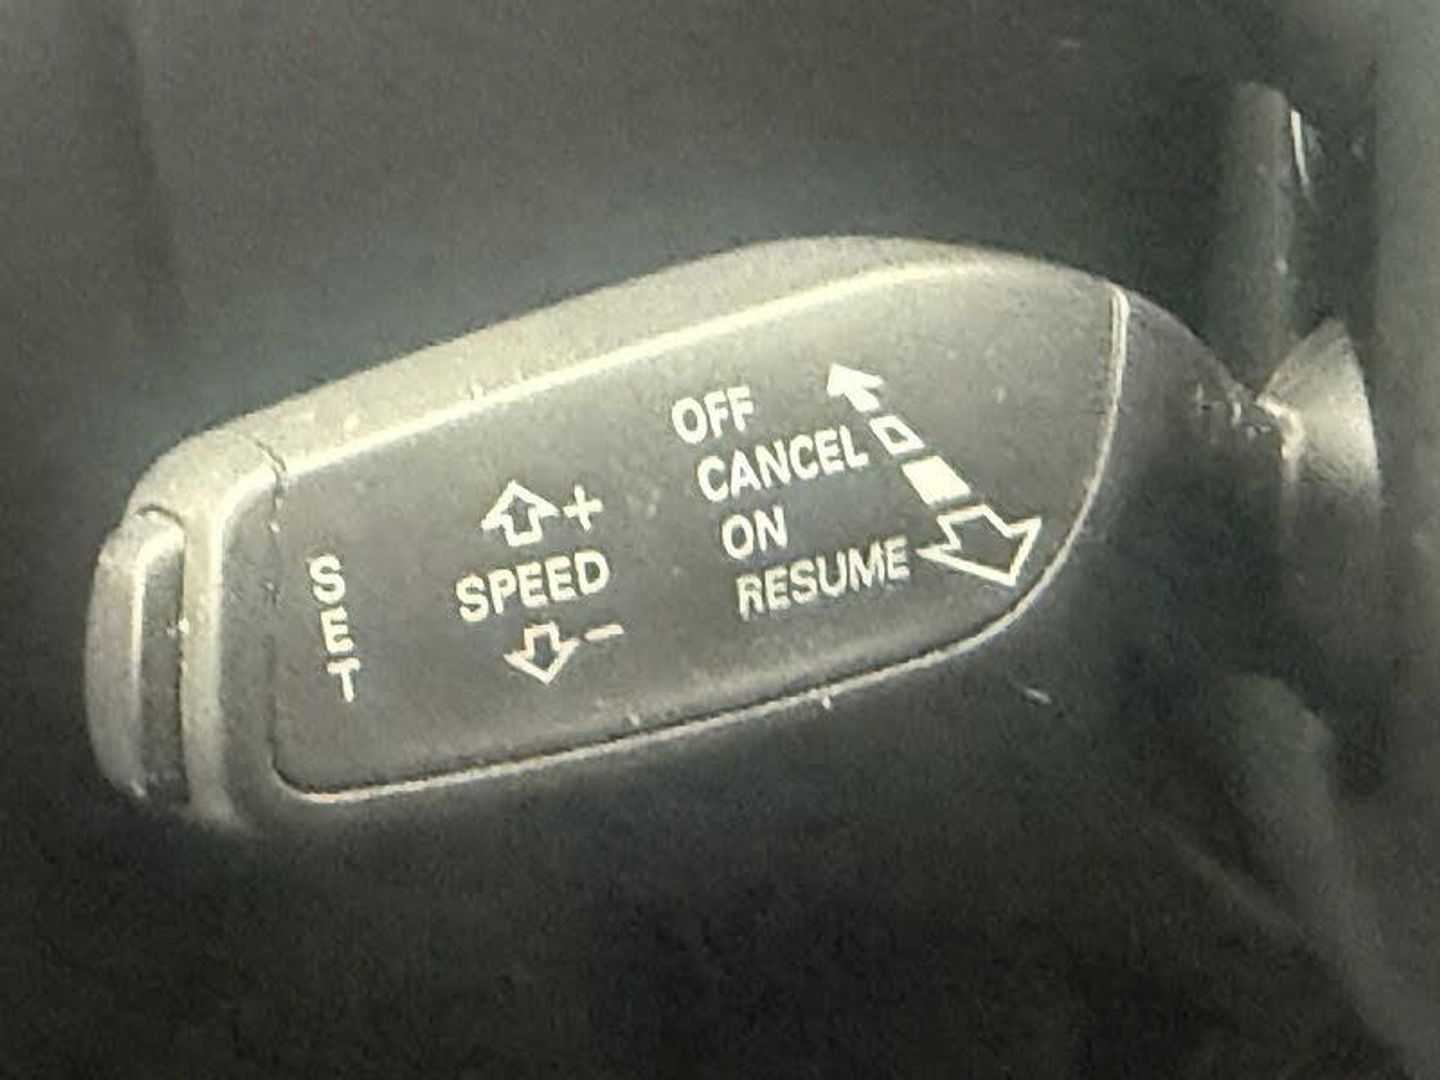 SET
+
SPEED
-
OFF
CANCEL
ON
RESUME